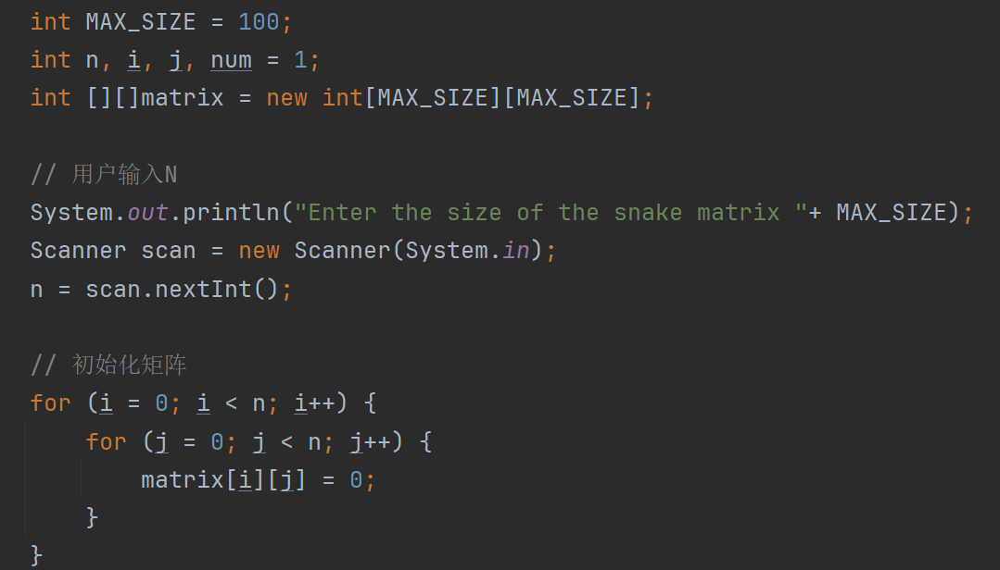 int MAX_SIZE = 100;
int n, i, j, num = 1;
int [][]matrix = new int[MAX_SIZE][MAX_SIZE];
// 用户输入N
System.out.println("Enter the size of the snake matrix "+ MAX_SIZE);
Scanner scan = new Scanner(System.in);
n = scan.nextInt();
// 初始化矩阵
for (i = 0; i < n; i++) {
    for (j = 0; j < n; j++) {
        matrix[i][j] = 0;
    }
}